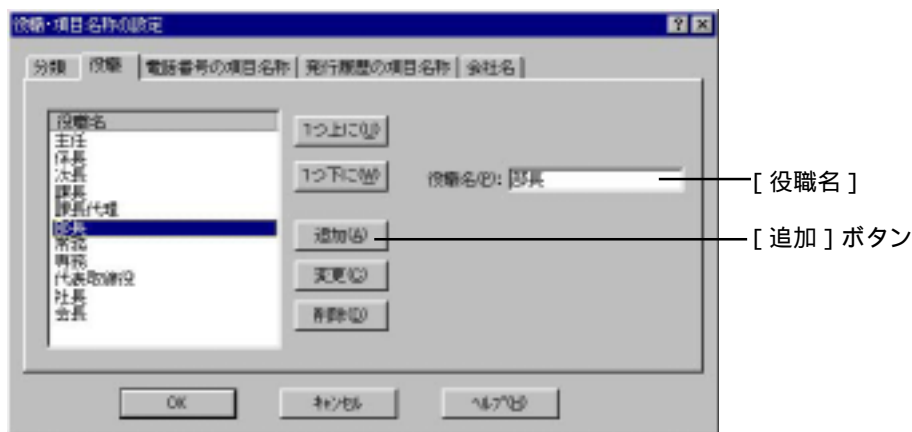 役職・項目名称の設定
分類 役職 電話番号の項目名称 発行履歴の項目名称 会社名
役職名
主任
係長
次長
課長
課長代理
部長
常務
専務
代表取締役
社長
会長
1つ上に(U)
1つ下に(W)
追加(A)
変更(C)
削除(D)
役職名(P): 部長
[ 役職名 ]
[ 追加 ] ボタン
OK キャンセル ヘルプ(H)